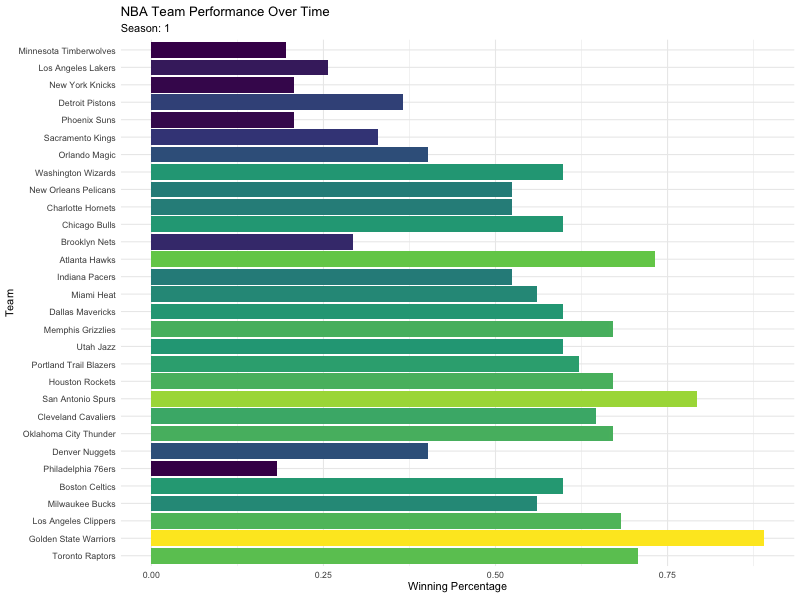 NBA Team Performance Over Time
Season: 1
Minnesota Timberwolves
Los Angeles Lakers
New York Knicks
Detroit Pistons
Phoenix Suns
Sacramento Kings
Orlando Magic
Washington Wizards
New Orleans Pelicans
Charlotte Hornets
Chicago Bulls
Brooklyn Nets
Atlanta Hawks
Indiana Pacers
Miami Heat
Dallas Mavericks
Memphis Grizzlies
Utah Jazz
Portland Trail Blazers
Houston Rockets
San Antonio Spurs
Cleveland Cavaliers
Oklahoma City Thunder
Denver Nuggets
Philadelphia 76ers
Boston Celtics
Milwaukee Bucks
Los Angeles Clippers
Golden State Warriors
Toronto Raptors
Team
0.00 0.25 0.50 0.75
Winning Percentage